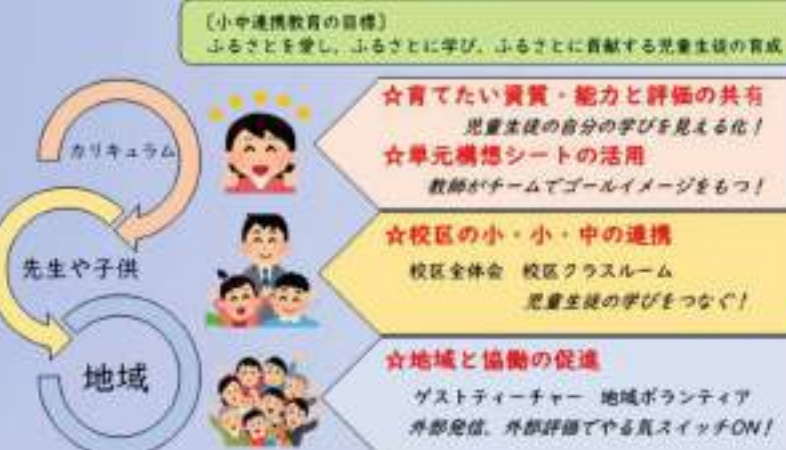 〔小中連携教育の目標〕
ふるさとを愛し、ふるさとに学び、ふるさとに貢献する児童生徒の育成
カリキュラム
☆育てたい資質・能力と評価の共有
児童生徒の自分の学びを見える化！
☆単元構想シートの活用
教師がチームでゴールイメージをもつ！
先生や子供
☆校区の小・小・中の連携
校区全体会　校区クラスルーム
児童生徒の学びをつなぐ！
地域
☆地域と協働の促進
ゲストティーチャー　地域ボランティア
外部発信、外部評価でやる気スイッチON！